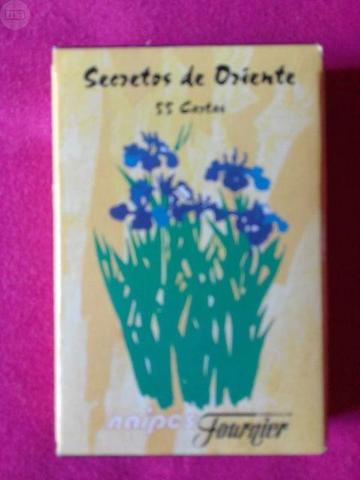 Secretos de Oriente
55 Cartas
naipes Fournier